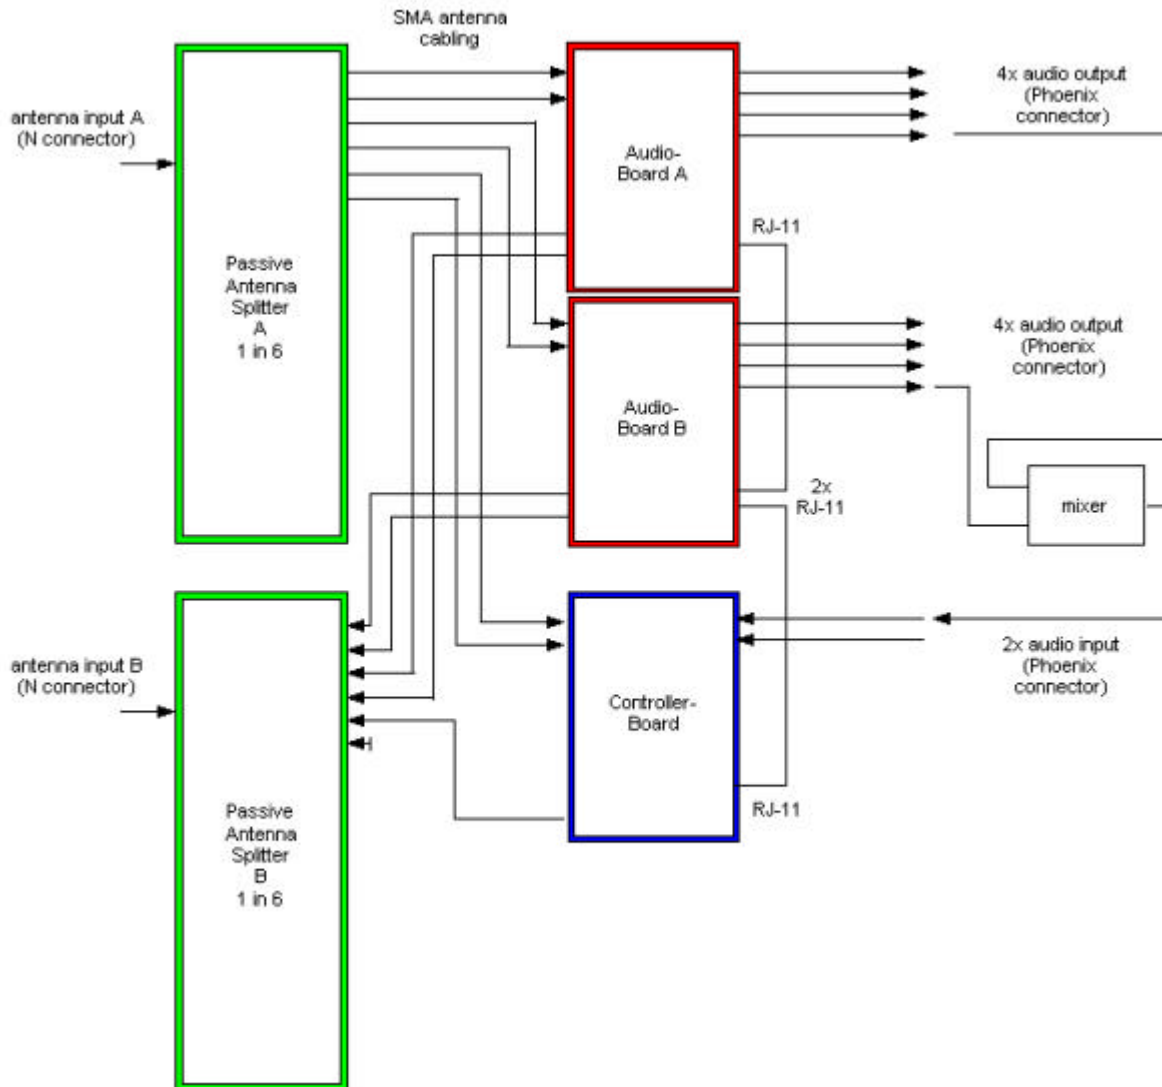 SMA antenna
cabling
antenna input A
(N connector)
Passive
Antenna
Splitter
A
1 in 6
Audio-
Board A
4x audio output
(Phoenix
connector)
RJ-11
Audio-
Board B
4x audio output
(Phoenix
connector)
2x
RJ-11
mixer
antenna input B
(N connector)
Passive
Antenna
Splitter
B
1 in 6
Controller-
Board
2x audio input
(Phoenix
connector)
RJ-11